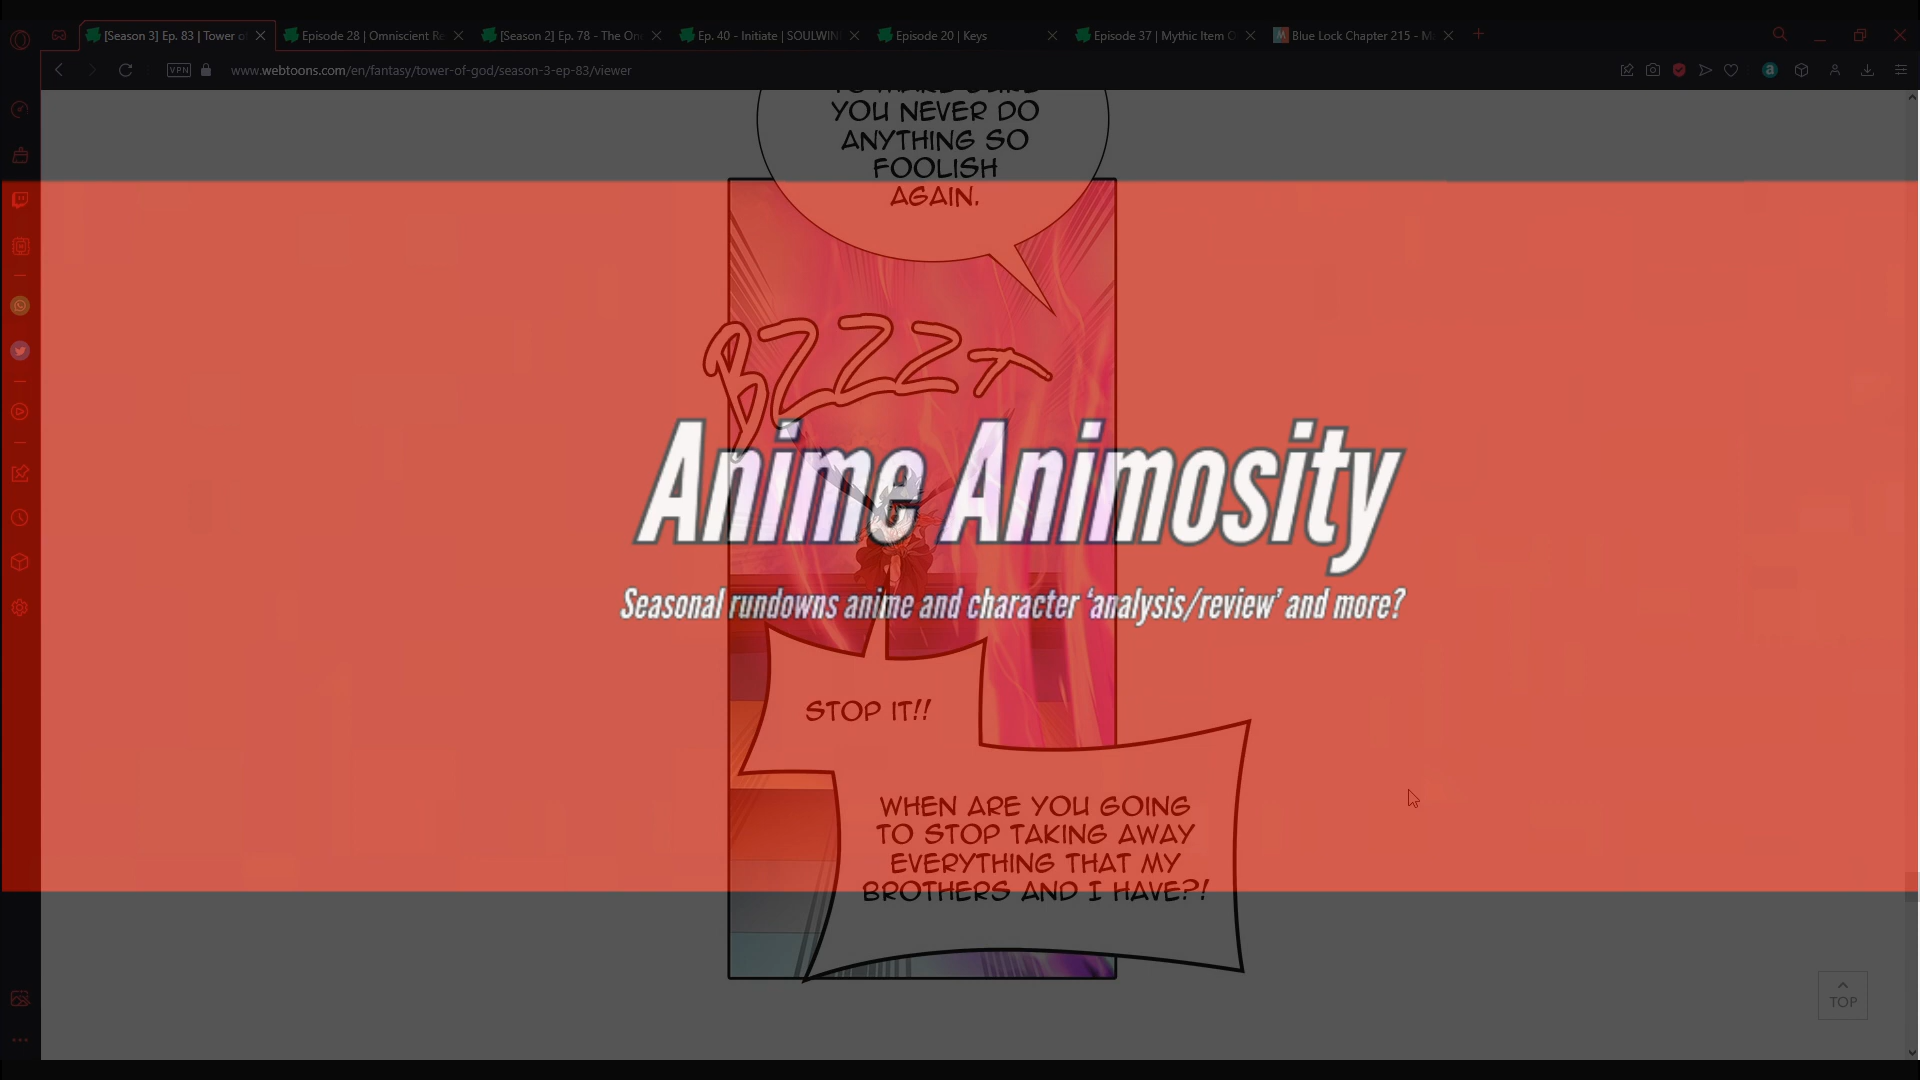 [Season 3] Ep. 83 | Tower o
Episode 28 | Omniscient Re
[Season 2] Ep. 78 - The On
Ep. 40 - Initiate | SOULWIN
Episode 20 | Keys
Episode 37 | Mythic Item O
Blue Lock Chapter 215 - M
VPN
www.webtoons.com/en/fantasy/tower-of-god/season-3-ep-83/viewer
YOU NEVER DO
ANYTHING SO
FOOLISH
AGAIN.
BZZZT
Anime Animosity
Seasonal rundowns anime and character ‘analysis/review’ and more?
STOP IT!!
WHEN ARE YOU GOING
TO STOP TAKING AWAY
EVERYTHING THAT MY
BROTHERS AND I HAVE?!
TOP